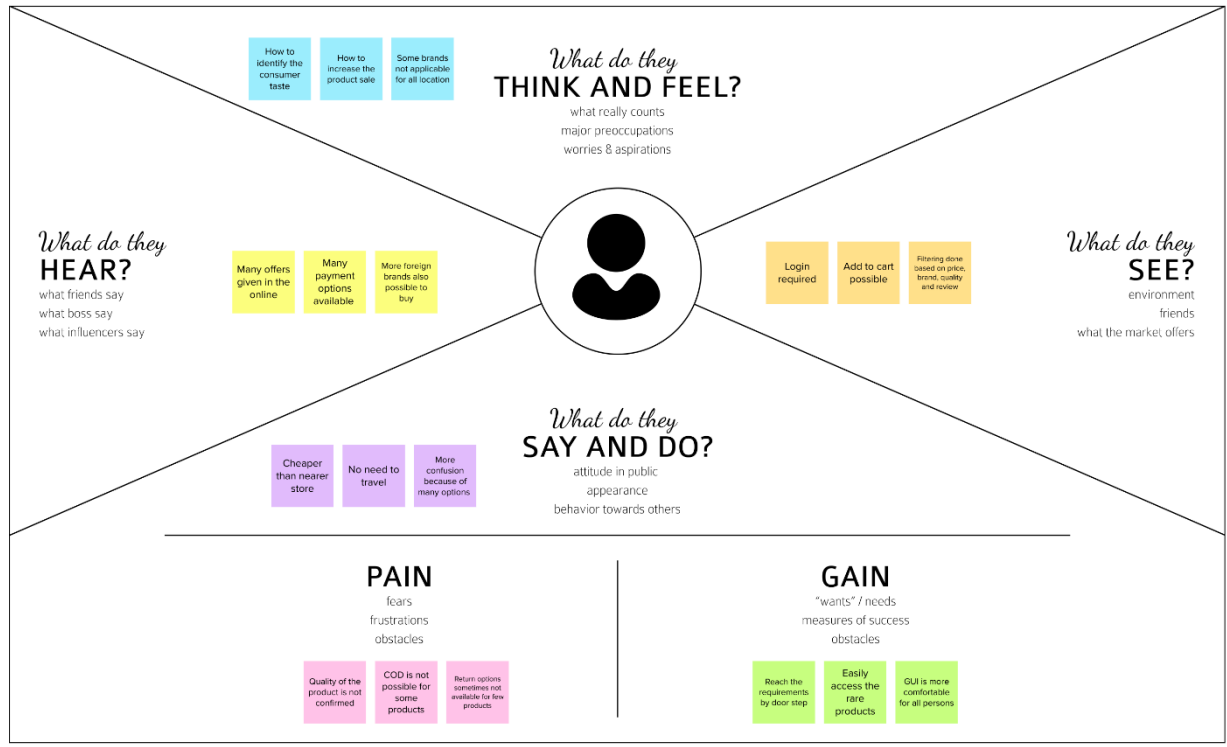 What do they
THINK AND FEEL?
what really counts
major preoccupations
worries & aspirations
How to
identify the
consumer
taste
How to
increase the
product sale
Some brands
not applicable
for all location
What do they
HEAR?
what friends say
what boss say
what influencers say
Many offers
given in the
online
Many
payment
options
available
More foreign
brands also
possible to
buy
Login
required
Add to cart
possible
Filtering done
based on price,
brand, quality
and review
What do they
SEE?
environment
friends
what the market offers
What do they
SAY AND DO?
attitude in public
appearance
behavior towards others
Cheaper
than nearer
store
No need to
travel
More
confusion
because of
many options
PAIN
fears
frustrations
obstacles
Quality of the
product is not
confirmed
COD is not
possible for
some
products
Return options
sometimes not
available for few
products
GAIN
“wants” / needs
measures of success
obstacles
Reach the
requirements
by door step
Easily
access the
rare
products
GUI is more
comfortable
for all persons